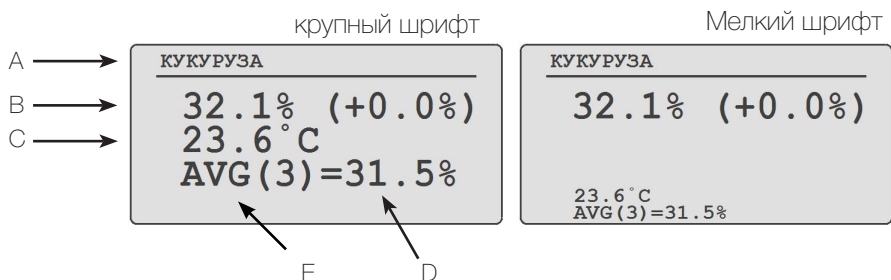 крупный шрифт
Мелкий шрифт
A
КУКУРУЗА
B
32.1% (+0.0%)
C
23.6°C
AVG(3)=31.5%
E
D
КУКУРУЗА
32.1% (+0.0%)
23.6°C
AVG(3)=31.5%